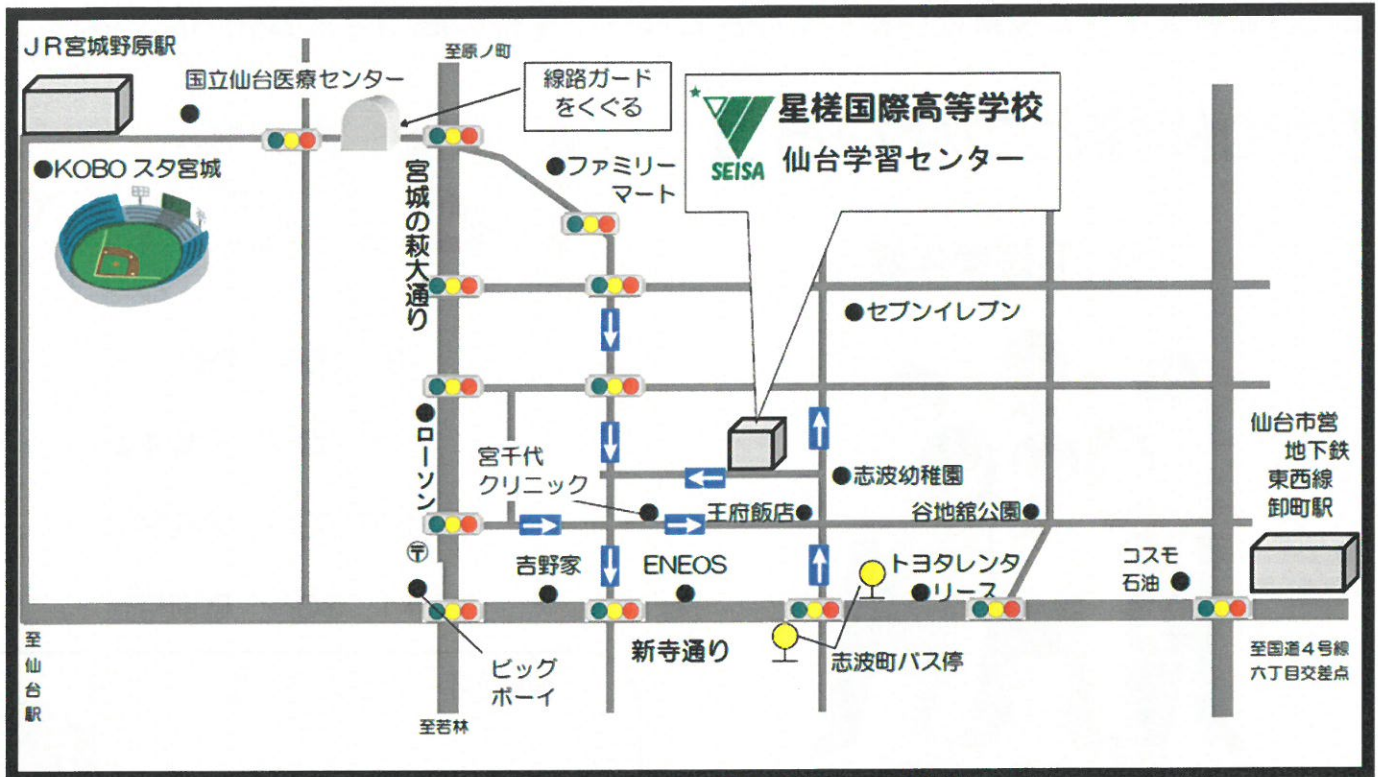 JR宮城野原駅
国立仙台医療センター
至原ノ町
線路ガード
をくぐる
★
SEISA
星槎国際高等学校
仙台学習センター
●KOBOスタ宮城
宮城の萩大通り
●ファミリー
マート
●セブンイレブン
●ローソン
宮千代
クリニック
●志波幼稚園
王府飯店●
谷地舘公園●
仙台市営
地下鉄
東西線
卸町駅
〒
吉野家
ENEOS
トヨタレンタ
リース
コスモ
石油
至仙台駅
ビッグ
ボーイ
新寺通り
志波町バス停
至国道4号線
六丁目交差点
至若林